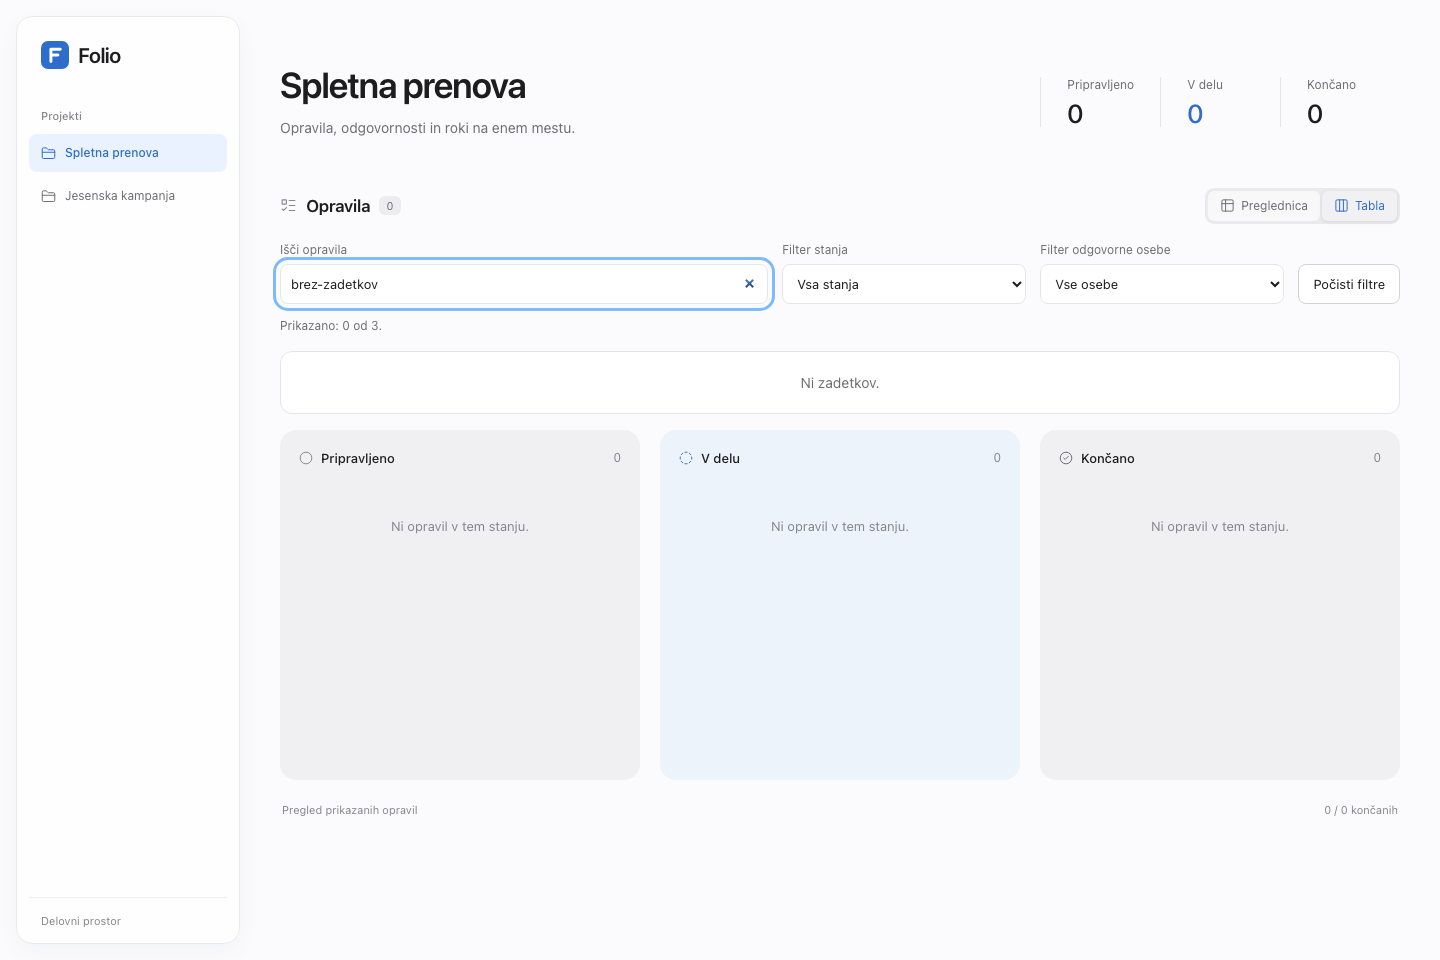 Folio
Projekti
Spletna prenova
Jesenska kampanja
Delovni prostor
Spletna prenova
Opravila, odgovornosti in roki na enem mestu.
Pripravljeno
0
V delu
0
Končano
0
Opravila 0
Preglednica
Tabla
Išči opravila
brez-zadetkov
Filter stanja
Vsa stanja
Filter odgovorne osebe
Vse osebe
Počisti filtre
Prikazano: 0 od 3.
Ni zadetkov.
Pripravljeno 0
Ni opravil v tem stanju.
V delu 0
Ni opravil v tem stanju.
Končano 0
Ni opravil v tem stanju.
Pregled prikazanih opravil
0 / 0 končanih